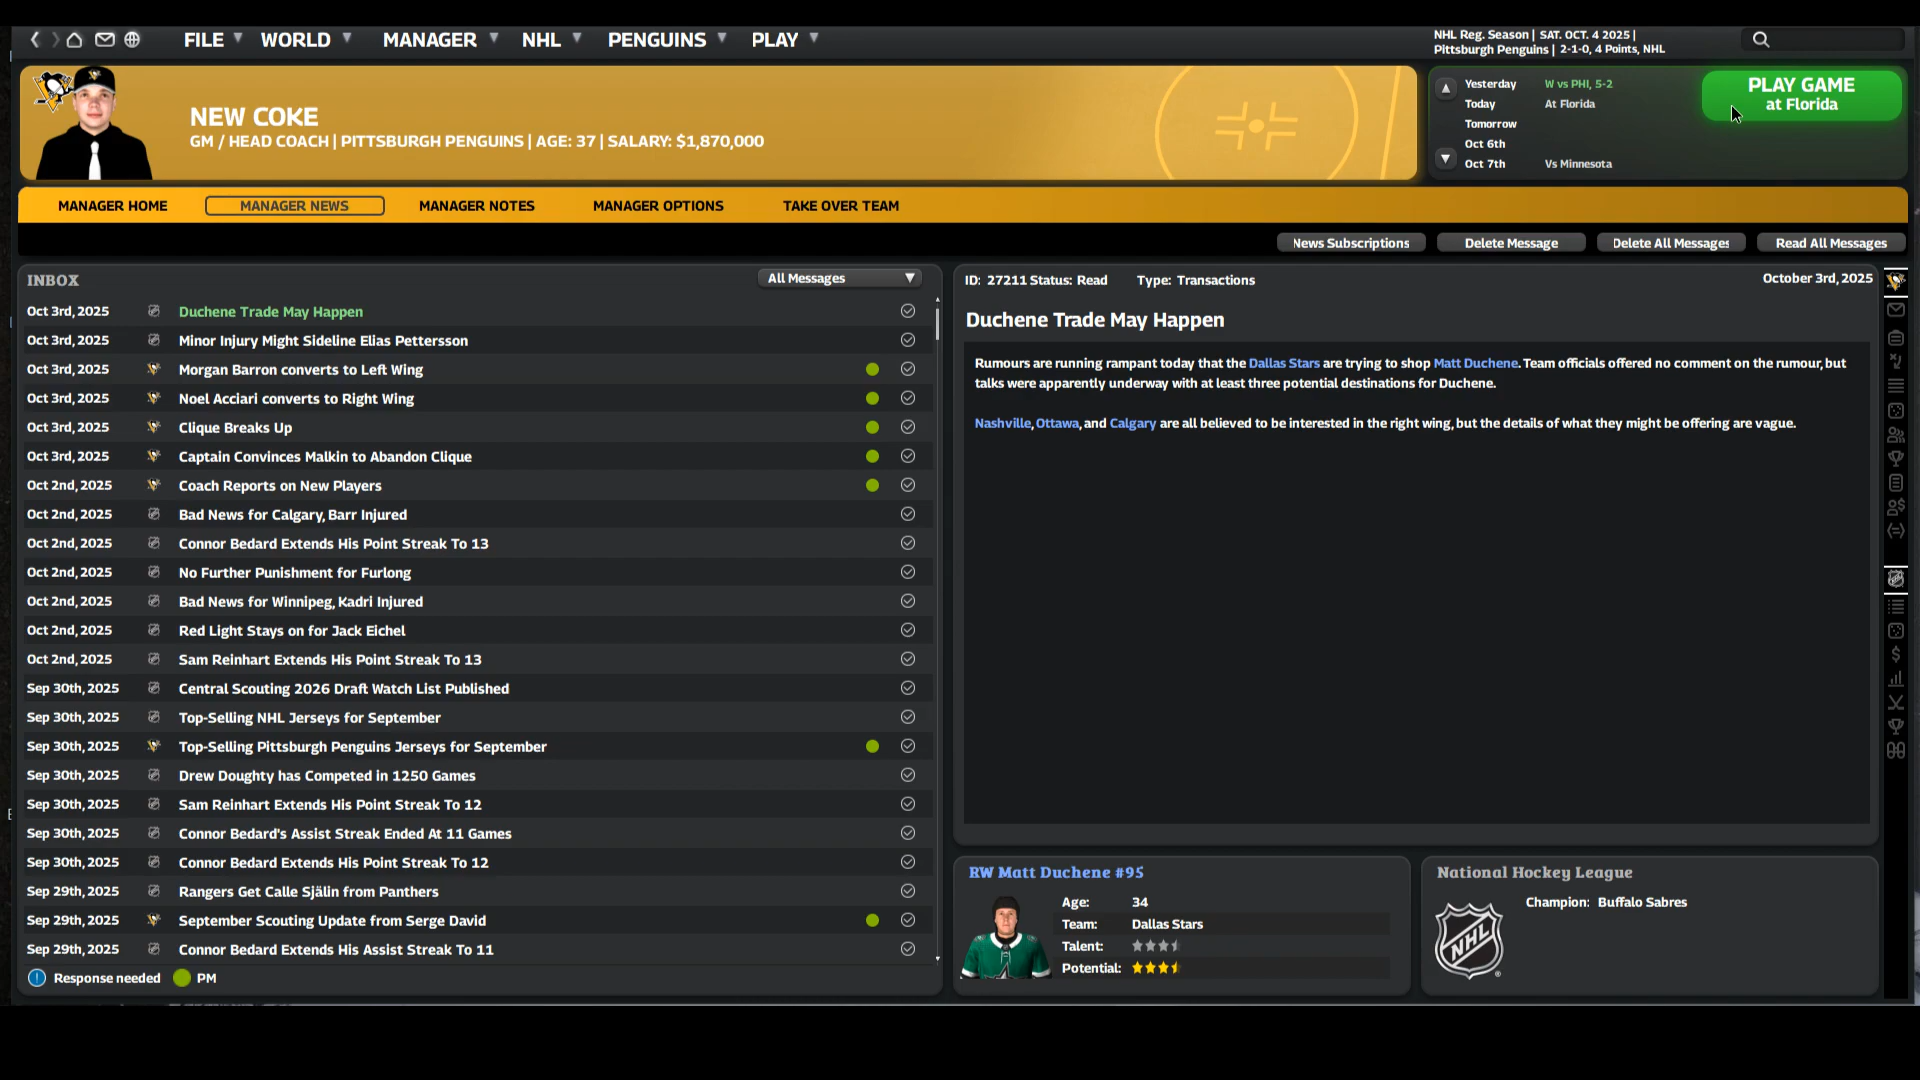 FILE WORLD MANAGER NHL PENGUINS PLAY
NHL Reg. Season | SAT. OCT. 4 2025 |
Pittsburgh Penguins | 2-1-0, 4 Points, NHL
NEW COKE
GM / HEAD COACH | PITTSBURGH PENGUINS | AGE: 37 | SALARY: $1,870,000
Yesterday W vs PHI, 5-2
Today At Florida
Tomorrow
Oct 6th
Oct 7th Vs Minnesota
PLAY GAME
at Florida
MANAGER HOME MANAGER NEWS MANAGER NOTES MANAGER OPTIONS TAKE OVER TEAM
News Subscriptions Delete Message Delete All Messages Read All Messages
INBOX All Messages
Oct 3rd, 2025 Duchene Trade May Happen
Oct 3rd, 2025 Minor Injury Might Sideline Elias Pettersson
Oct 3rd, 2025 Morgan Barron converts to Left Wing
Oct 3rd, 2025 Noel Acciari converts to Right Wing
Oct 3rd, 2025 Clique Breaks Up
Oct 3rd, 2025 Captain Convinces Malkin to Abandon Clique
Oct 2nd, 2025 Coach Reports on New Players
Oct 2nd, 2025 Bad News for Calgary, Barr Injured
Oct 2nd, 2025 Connor Bedard Extends His Point Streak To 13
Oct 2nd, 2025 No Further Punishment for Furlong
Oct 2nd, 2025 Bad News for Winnipeg, Kadri Injured
Oct 2nd, 2025 Red Light Stays on for Jack Eichel
Oct 2nd, 2025 Sam Reinhart Extends His Point Streak To 13
Sep 30th, 2025 Central Scouting 2026 Draft Watch List Published
Sep 30th, 2025 Top-Selling NHL Jerseys for September
Sep 30th, 2025 Top-Selling Pittsburgh Penguins Jerseys for September
Sep 30th, 2025 Drew Doughty has Competed in 1250 Games
Sep 30th, 2025 Sam Reinhart Extends His Point Streak To 12
Sep 30th, 2025 Connor Bedard's Assist Streak Ended At 11 Games
Sep 30th, 2025 Connor Bedard Extends His Point Streak To 12
Sep 29th, 2025 Rangers Get Calle Själin from Panthers
Sep 29th, 2025 September Scouting Update from Serge David
Sep 29th, 2025 Connor Bedard Extends His Assist Streak To 11
Response needed PM
ID: 27211 Status: Read Type: Transactions October 3rd, 2025
Duchene Trade May Happen
Rumours are running rampant today that the Dallas Stars are trying to shop Matt Duchene. Team officials offered no comment on the rumour, but
talks were apparently underway with at least three potential destinations for Duchene.
Nashville, Ottawa, and Calgary are all believed to be interested in the right wing, but the details of what they might be offering are vague.
RW Matt Duchene #95
Age: 34
Team: Dallas Stars
Talent:
Potential:
National Hockey League
Champion: Buffalo Sabres
NHL